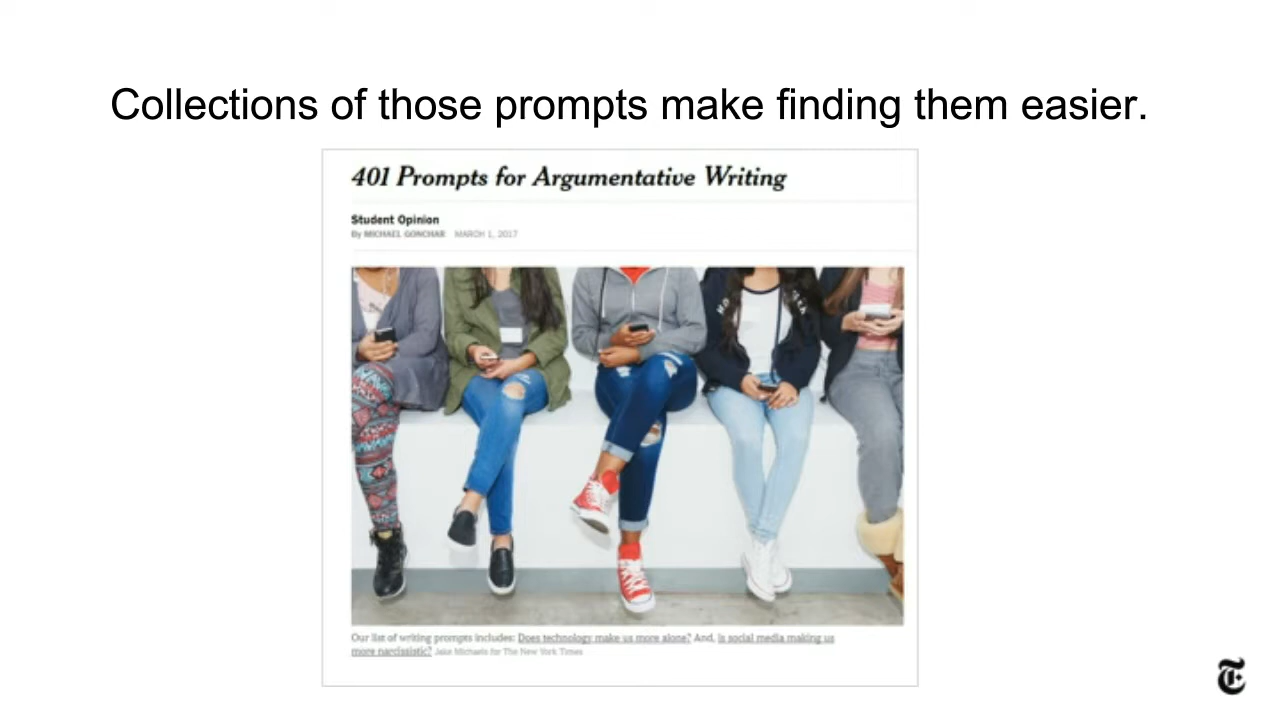 Collections of those prompts make finding them easier.
401 Prompts for Argumentative Writing
Student Opinion
By MICHAEL GONCHAR MARCH 1, 2017
Our list of writing prompts includes: Does technology make us more alone? And, is social media making us
more narcissistic? Jake Michaels for The New York Times
T